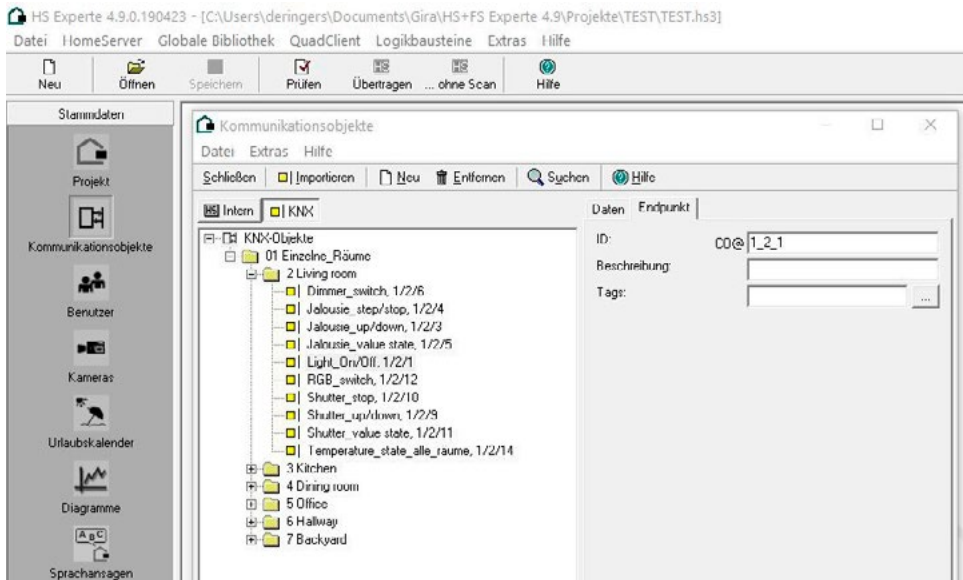 HS Experte 4.9.0.190423 - [C:\Users\deringers\Documents\Gira\HS+FS Experte 4.9\Projekte\TEST\TEST.hs3]
Datei HomeServer Globale Bibliothek QuadClient Logikbausteine Extras Hilfe
Neu Öffnen Speichern Prüfen Übertragen ... ohne Scan Hilfe
Stammdaten
Projekt
Kommunikationsobjekte
Benutzer
Kameras
Urlaubskalender
Diagramme
Sprachansagen
Kommunikationsobjekte
Datei Extras Hilfe
Schließen Importieren Neu Entfernen Suchen Hilfe
HS Intern KNX
KNX-Objekte
01 Einzelne_Räume
2 Living room
Dimmer_switch, 1/2/6
Jalousie_step/stop, 1/2/4
Jalousie_up/down, 1/2/3
Jalousie_value state, 1/2/5
Light_On/Off, 1/2/1
RGB_switch, 1/2/12
Shutter_stop, 1/2/10
Shutter_up/down, 1/2/9
Shutter_value state, 1/2/11
Temperature_state_alle_raume, 1/2/14
3 Kitchen
4 Dining room
5 Office
6 Hallway
7 Backyard
Daten Endpunkt
ID: CO@ 1_2_1
Beschreibung:
Tags: ...